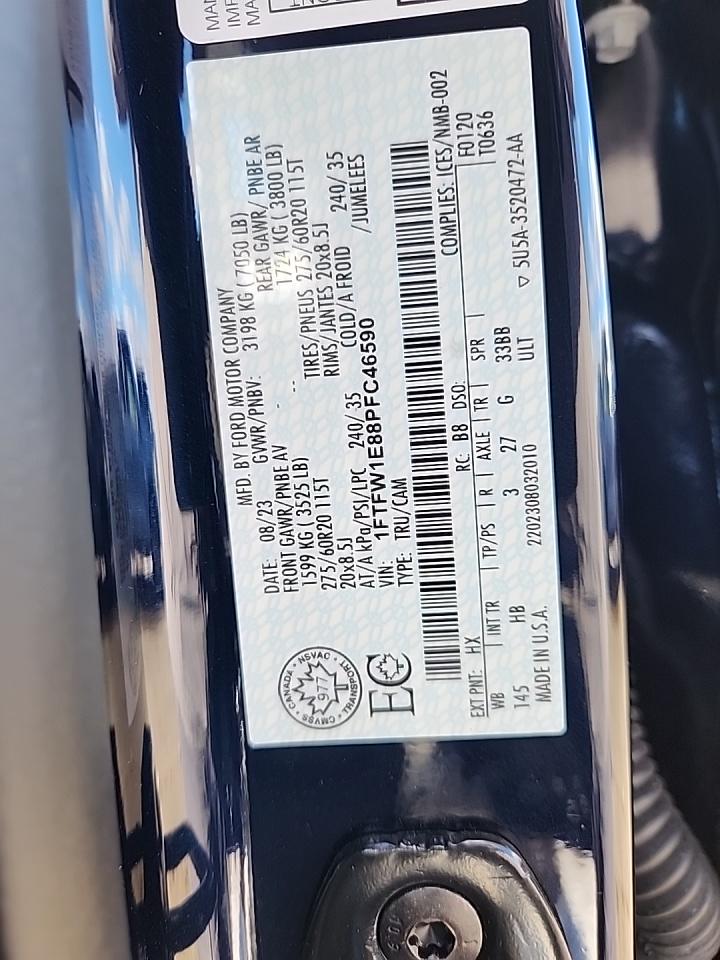 MFD. BY FORD MOTOR COMPANY
DATE: 08/23 GVWR/PNBV: 3198 KG ( 7050 LB)
FRONT GAWR/PNBE AV REAR GAWR/ PNBE AR
1599 KG ( 3525 LB) - -- 1724 KG ( 3800 LB)
275/60R20 115T TIRES/PNEUS 275/60R20 115T
20x8.5J RIMS/JANTES 20x8.5J
AT/A kPa/PSI/LPC 240/ 35 COLD/A FROID 240/ 35
VIN: 1FTFW1E88PFC46590 /JUMELEES
TYPE: TRU/CAM
COMPLIES: ICES/NMB-002
CANADA • NSVAC • TRANSPORT • CMVSS •
977
T
EC
EXT PNT: HX RC: B8 DSO: F0120
WB INT TR TP/PS R AXLE TR SPR T0636
145 HB 3 27 G 33BB
MADE IN U.S.A. 2202308032010 ULT ▽ 5U5A-3520472-AA